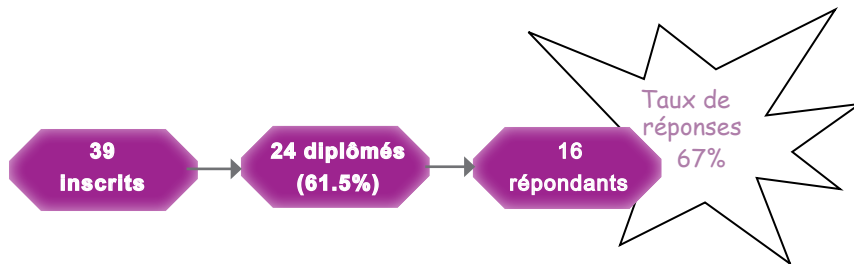 39
inscrits
24 diplômés
(61.5%)
16
répondants
Taux de
réponses
67%